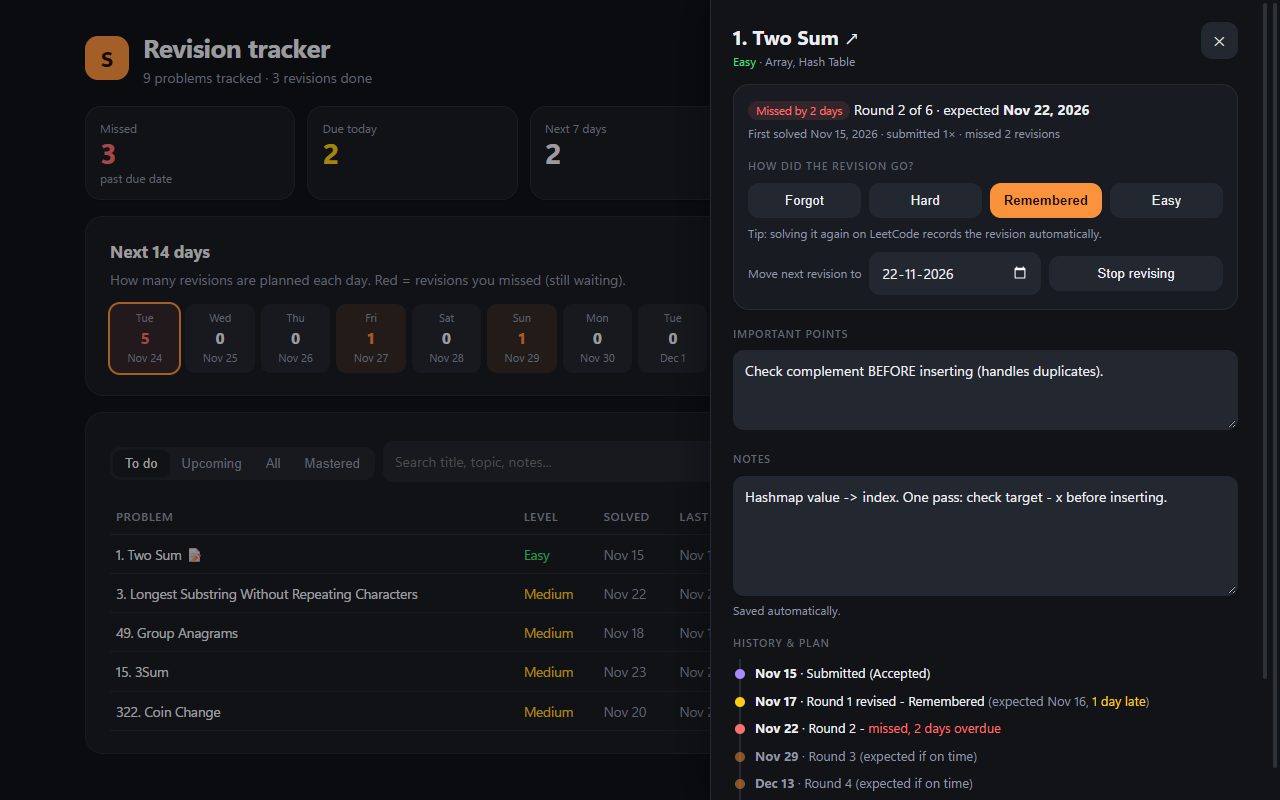 S
Revision tracker
9 problems tracked · 3 revisions done
Missed
3
past due date
Due today
2
Next 7 days
2
Next 14 days
How many revisions are planned each day. Red = revisions you missed (still waiting).
Tue Wed Thu Fri Sat Sun Mon Tue
5 0 0 1 0 1 0 0
Nov 24 Nov 25 Nov 26 Nov 27 Nov 28 Nov 29 Nov 30 Dec 1
To do Upcoming All Mastered Search title, topic, notes...
PROBLEM LEVEL SOLVED LAST
1. Two Sum Easy Nov 15 Nov
3. Longest Substring Without Repeating Characters Medium Nov 22 Nov
49. Group Anagrams Medium Nov 18 Nov
15. 3Sum Medium Nov 23 Nov
322. Coin Change Medium Nov 20 Nov
1. Two Sum ↗ ×
Easy · Array, Hash Table
Missed by 2 days Round 2 of 6 · expected Nov 22, 2026
First solved Nov 15, 2026 · submitted 1× · missed 2 revisions
HOW DID THE REVISION GO?
Forgot Hard Remembered Easy
Tip: solving it again on LeetCode records the revision automatically.
Move next revision to 22-11-2026 Stop revising
IMPORTANT POINTS
Check complement BEFORE inserting (handles duplicates).
NOTES
Hashmap value -> index. One pass: check target - x before inserting.
Saved automatically.
HISTORY & PLAN
Nov 15 · Submitted (Accepted)
Nov 17 · Round 1 revised - Remembered (expected Nov 16, 1 day late)
Nov 22 · Round 2 - missed, 2 days overdue
Nov 29 · Round 3 (expected if on time)
Dec 13 · Round 4 (expected if on time)